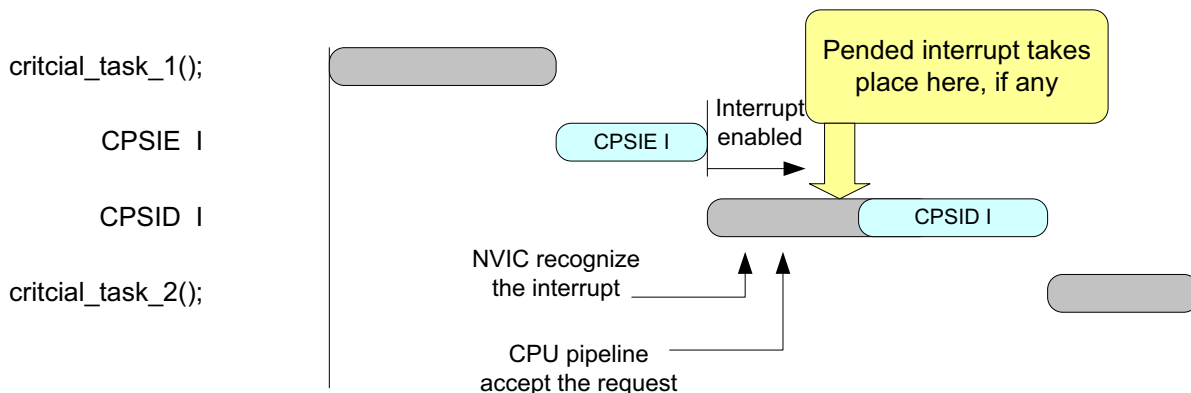 critcial_task_1();
Pended interrupt takes
place here, if any
CPSIE I
CPSIE I
Interrupt
enabled
CPSID I
CPSID I
NVIC recognize
the interrupt
critcial_task_2();
CPU pipeline
accept the request